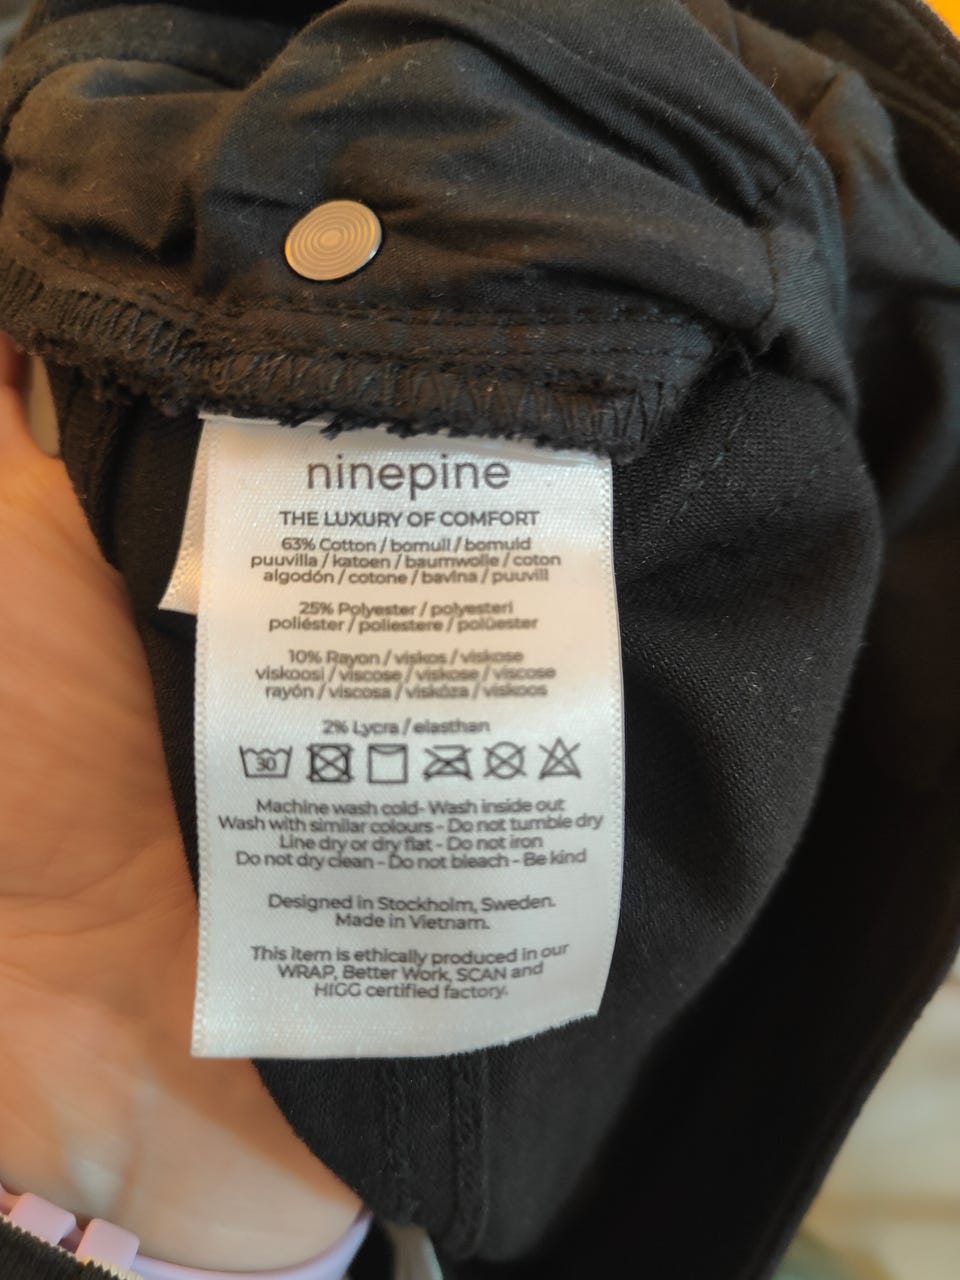 ninepine
THE LUXURY OF COMFORT
63% Cotton / bomull / bomuld
puuvilla / katoen / baumwolle / coton
algodón / cotone / bavlna / puuvill
25% Polyester / polyesteri
poliéster / poliestere / polüester
10% Rayon / viskos / viskose
viskoosi / viscose / viskose / viscose
rayón / viscosa / viskóza / viskoos
2% Lycra / elasthan
30
Machine wash cold- Wash inside out
Wash with similar colours - Do not tumble dry
Line dry or dry flat - Do not iron
Do not dry clean - Do not bleach - Be kind
Designed in Stockholm, Sweden.
Made in Vietnam.
This item is ethically produced in our
WRAP, Better Work, SCAN and
HIGG certified factory.